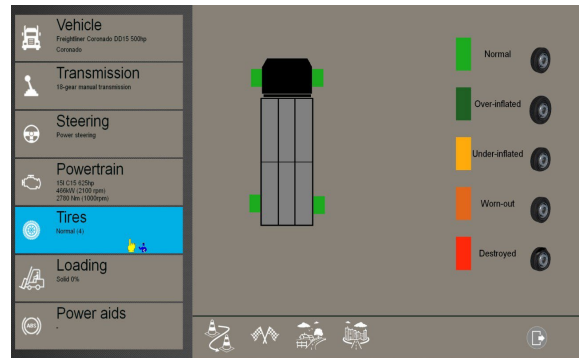 Vehicle
Freightliner Coronado DD15 500hp
Coronado
Transmission
18-gear manual transmission
Steering
Power steering
Powertrain
15l C15 625hp
466kW (2100 rpm)
2780 Nm (1000rpm)
Tires
Normal (4)
Loading
Solid 0%
Power aids
-
ABS
Normal
Over-inflated
Under-inflated
Worn-out
Destroyed